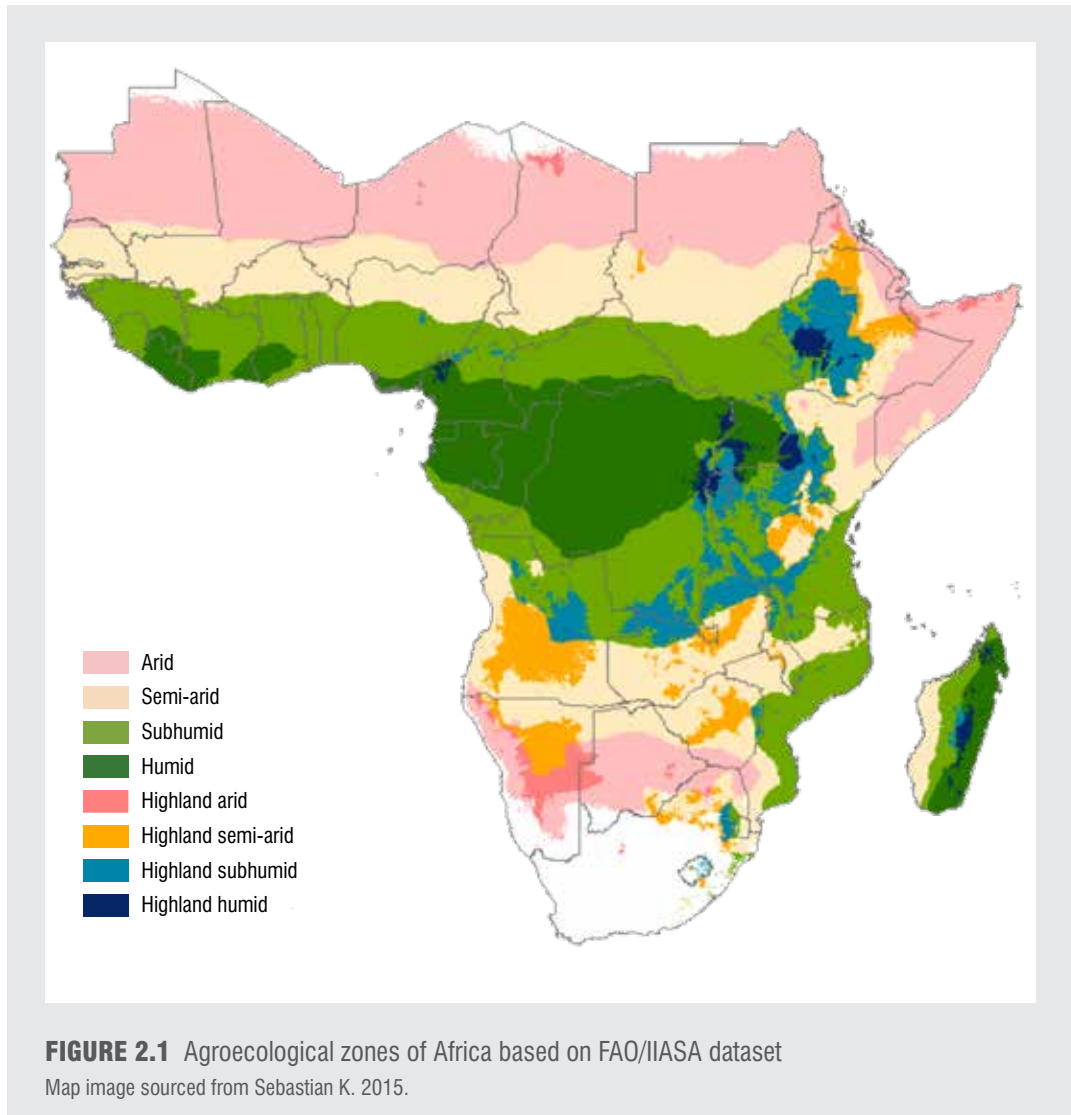 Arid
Semi-arid
Subhumid
Humid
Highland arid
Highland semi-arid
Highland subhumid
Highland humid
FIGURE 2.1 Agroecological zones of Africa based on FAO/IIASA dataset
Map image sourced from Sebastian K. 2015.